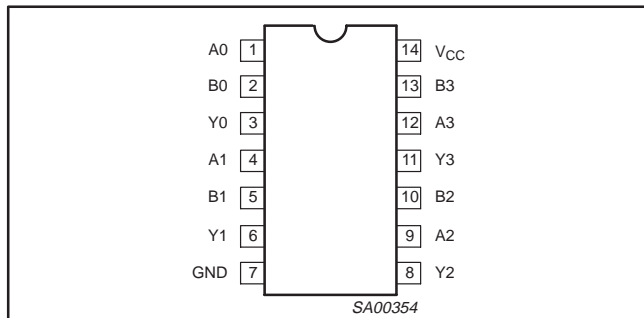 A0 1 14 VCC
B0 2 13 B3
Y0 3 12 A3
A1 4 11 Y3
B1 5 10 B2
Y1 6 9 A2
GND 7 8 Y2
SA00354